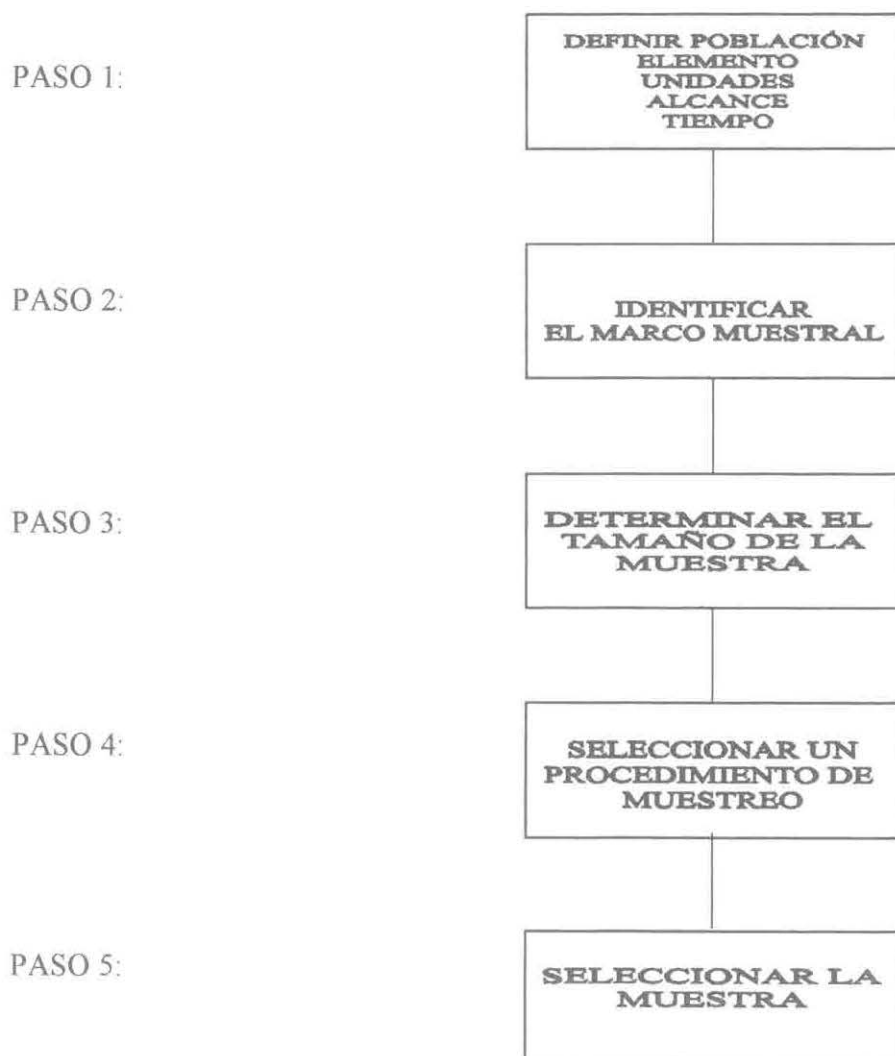 PASO 1:
DEFINIR POBLACIÓN
ELEMENTO
UNIDADES
ALCANCE
TIEMPO
PASO 2:
IDENTIFICAR
EL MARCO MUESTRAL
PASO 3:
DETERMINAR EL
TAMAÑO DE LA
MUESTRA
PASO 4:
SELECCIONAR UN
PROCEDIMIENTO DE
MUESTREO
PASO 5:
SELECCIONAR LA
MUESTRA